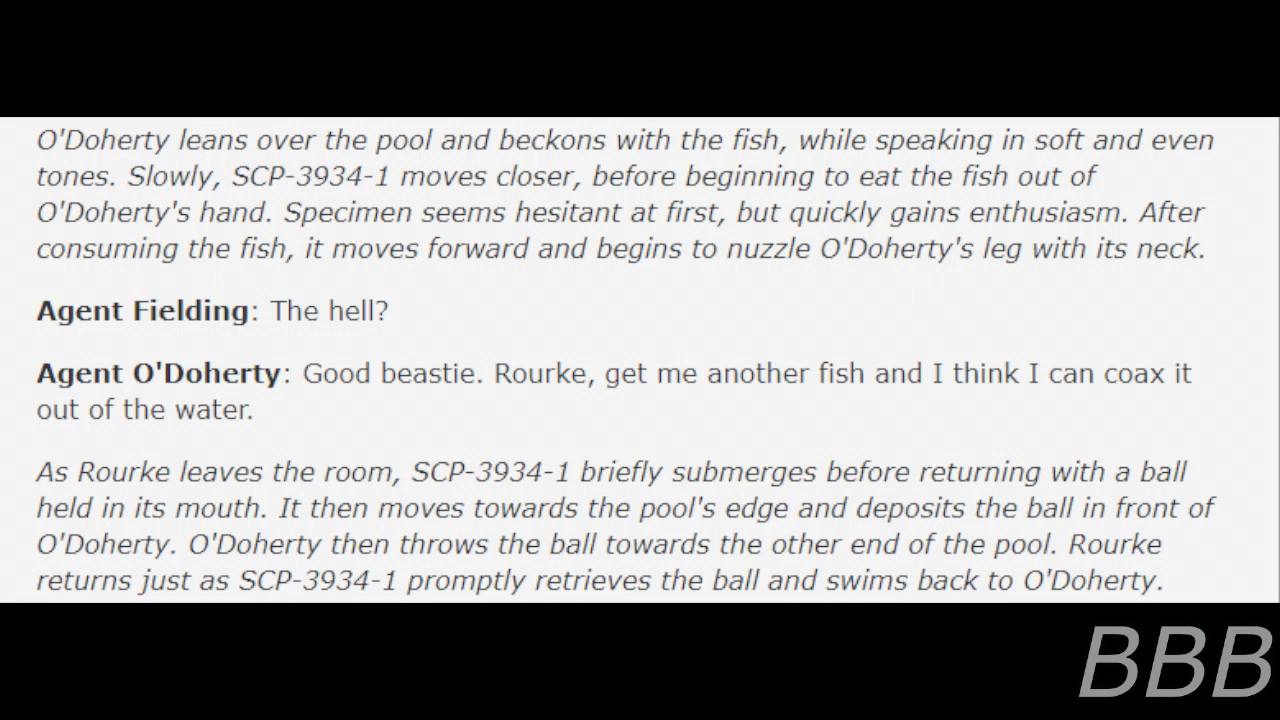 O'Doherty leans over the pool and beckons with the fish, while speaking in soft and even
tones. Slowly, SCP-3934-1 moves closer, before beginning to eat the fish out of
O'Doherty's hand. Specimen seems hesitant at first, but quickly gains enthusiasm. After
consuming the fish, it moves forward and begins to nuzzle O'Doherty's leg with its neck.
Agent Fielding: The hell?
Agent O'Doherty: Good beastie. Rourke, get me another fish and I think I can coax it
out of the water.
As Rourke leaves the room, SCP-3934-1 briefly submerges before returning with a ball
held in its mouth. It then moves towards the pool's edge and deposits the ball in front of
O'Doherty. O'Doherty then throws the ball towards the other end of the pool. Rourke
returns just as SCP-3934-1 promptly retrieves the ball and swims back to O'Doherty.
BBB